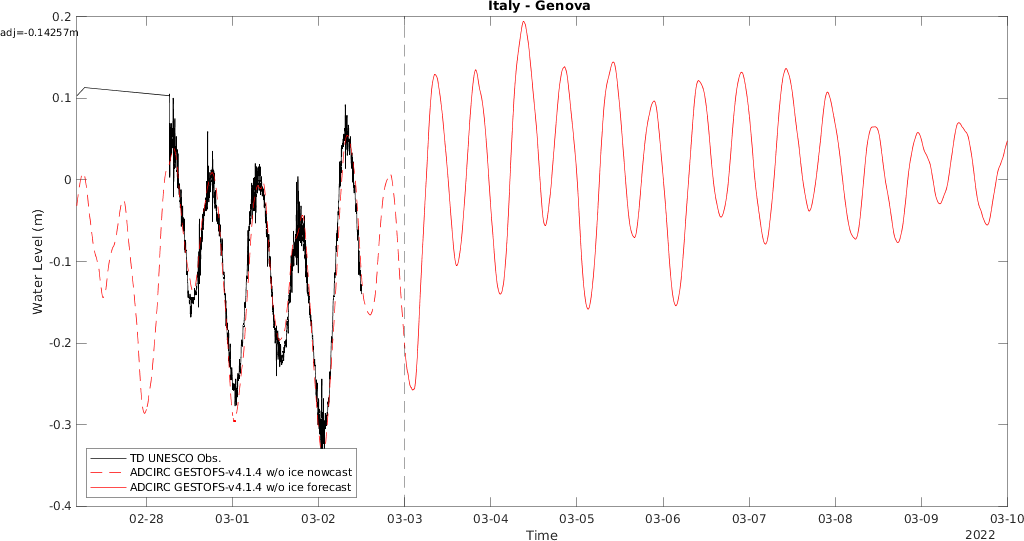 Italy - Genova
adj=-0.14257m
0.2
0.1
0
-0.1
-0.2
-0.3
-0.4
Water Level (m)
TD UNESCO Obs.
ADCIRC GESTOFS-v4.1.4 w/o ice nowcast
ADCIRC GESTOFS-v4.1.4 w/o ice forecast
02-28 03-01 03-02 03-03 03-04 03-05 03-06 03-07 03-08 03-09 03-10
Time
2022